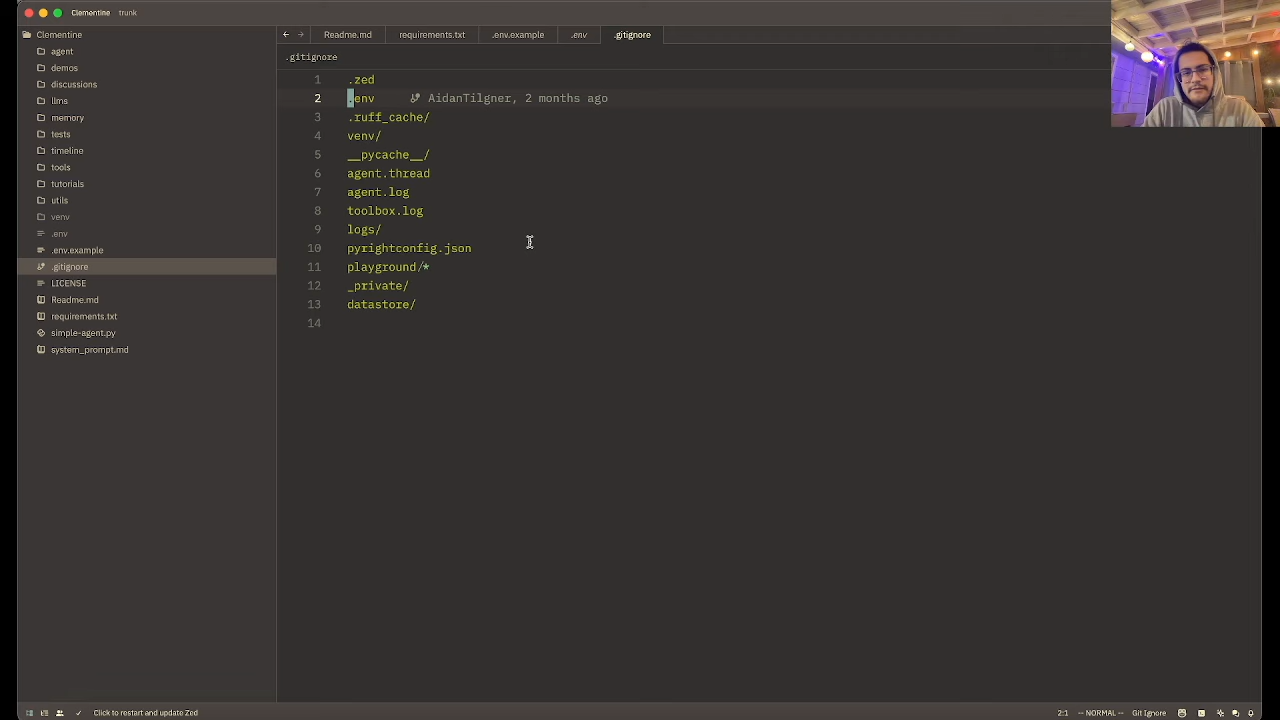 Clementine trunk
Clementine
agent
demos
discussions
llms
memory
tests
timeline
tools
tutorials
utils
venv
.env
.env.example
.gitignore
LICENSE
Readme.md
requirements.txt
simple-agent.py
system_prompt.md
Readme.md requirements.txt .env.example .env .gitignore
.gitignore
1 .zed
2 .env AidanTilgner, 2 months ago
3 .ruff_cache/
4 venv/
5 __pycache__/
6 agent.thread
7 agent.log
8 toolbox.log
9 logs/
10 pyrightconfig.json
11 playground/*
12 _private/
13 datastore/
14
Click to restart and update Zed 2:1 -- NORMAL -- Git Ignore